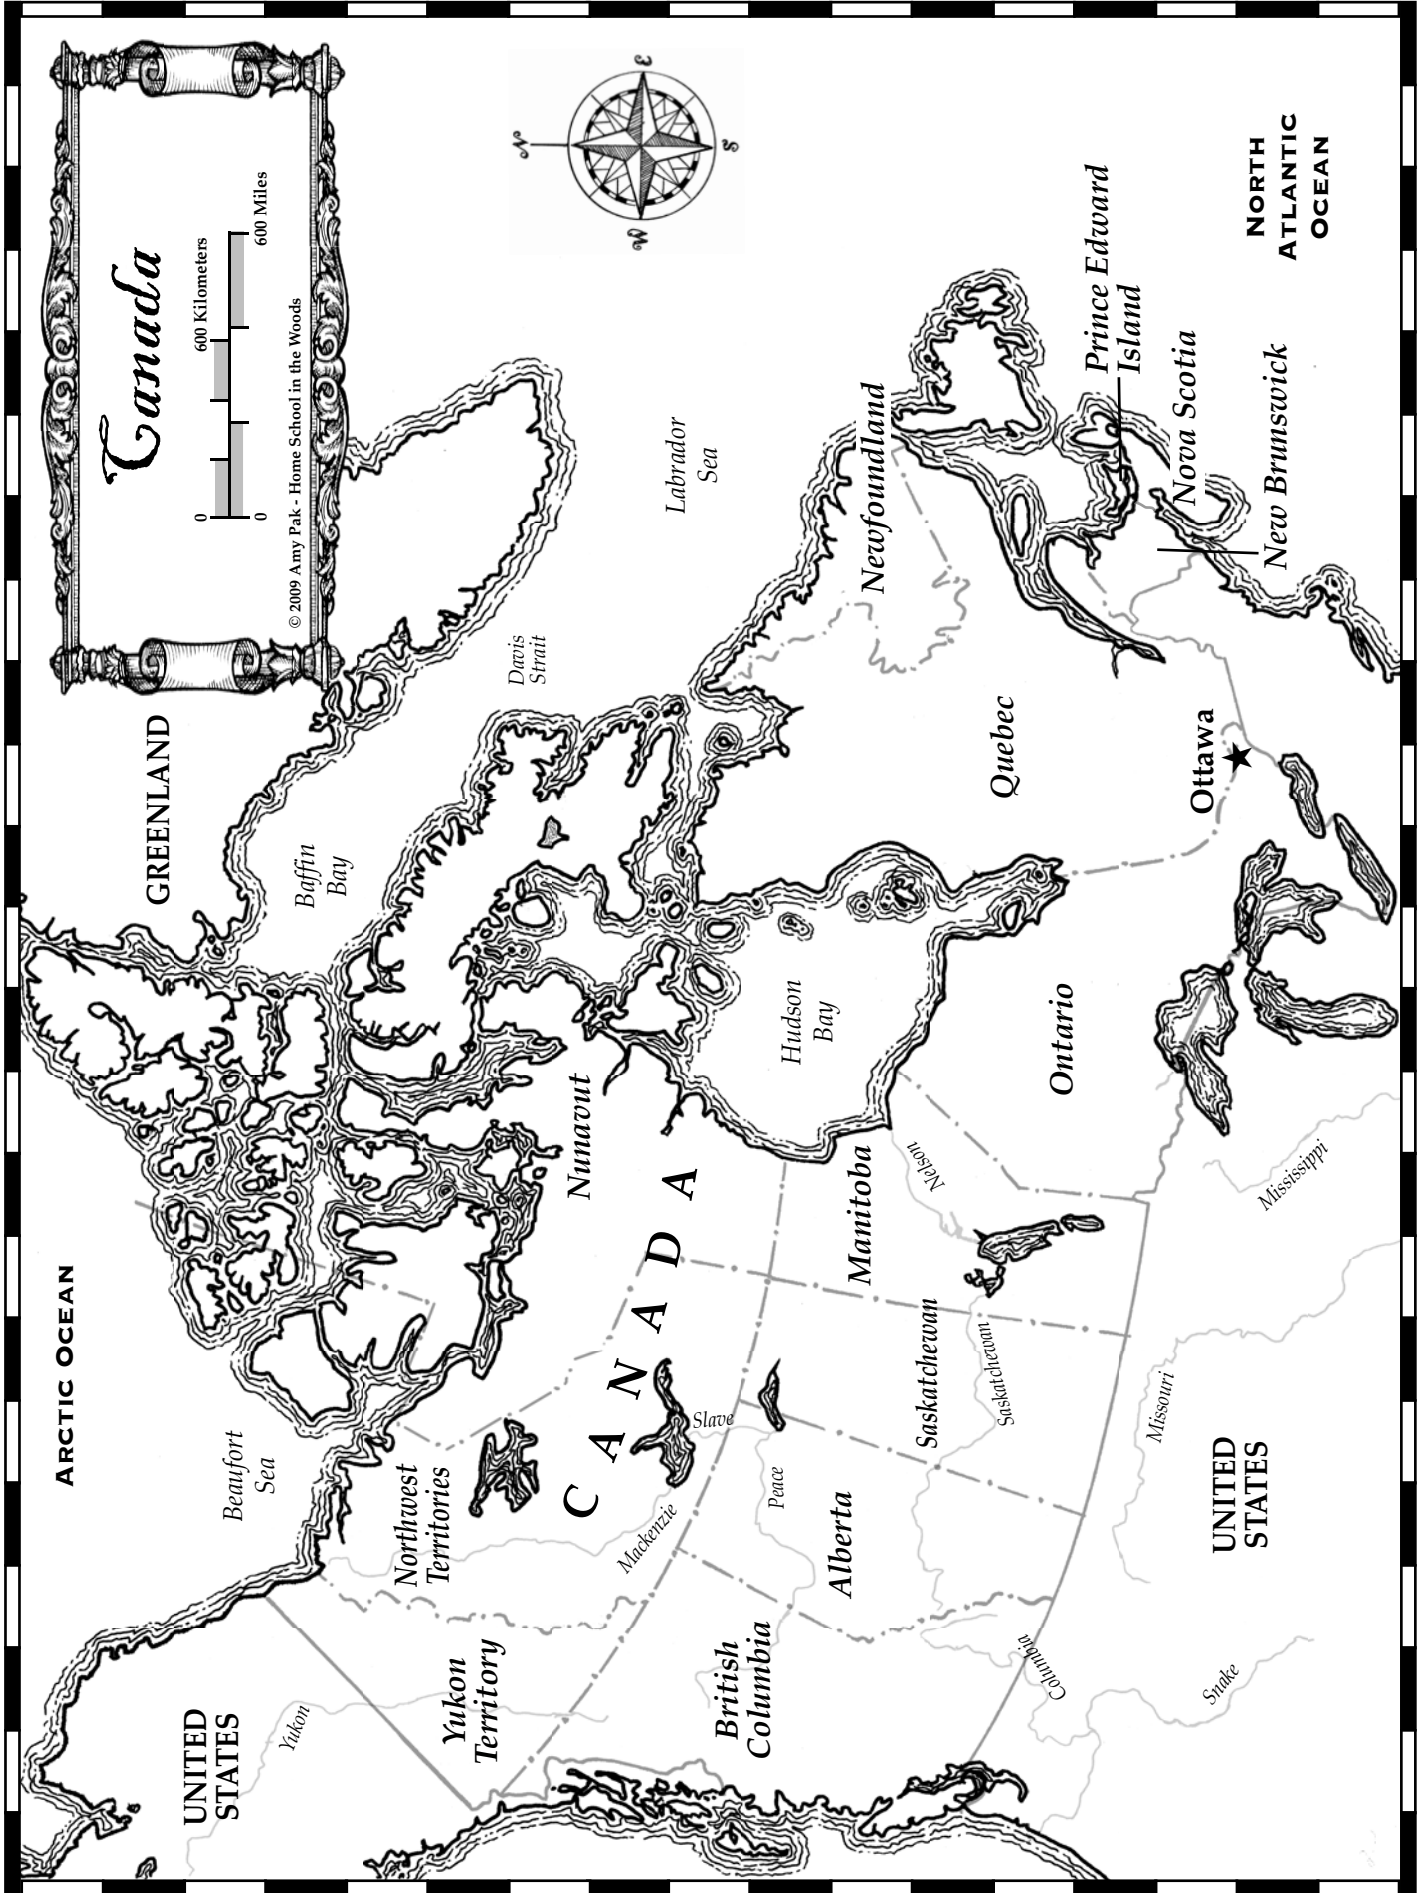 Canada
600 Kilometers
0
0
600 Miles
© 2009 Amy Pak - Home School in the Woods
N
E
S
W
ARCTIC OCEAN
GREENLAND
Baffin
Bay
Davis
Strait
Labrador
Sea
Beaufort
Sea
UNITED
STATES
Yukon
Yukon
Territory
Northwest
Territories
Nunavut
CANADA
Mackenzie
Slave
Peace
Hudson
Bay
British
Columbia
Alberta
Saskatchewan
Saskatchewan
Manitoba
Nelson
Ontario
Quebec
Newfoundland
Prince Edward
Island
Nova Scotia
New Brunswick
Ottawa
NORTH
ATLANTIC
OCEAN
Columbia
Snake
Missouri
Mississippi
UNITED
STATES